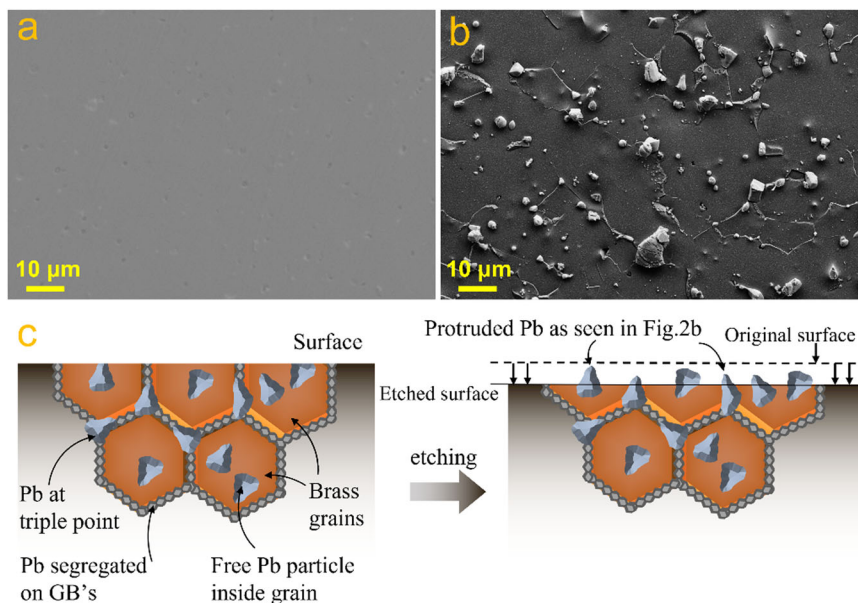 a
b
10 μm
10 μm
c
Surface
Pb at
triple point
Pb segregated
on GB's
Free Pb particle
inside grain
Brass
grains
etching
Protruded Pb as seen in Fig.2b
Original surface
Etched surface